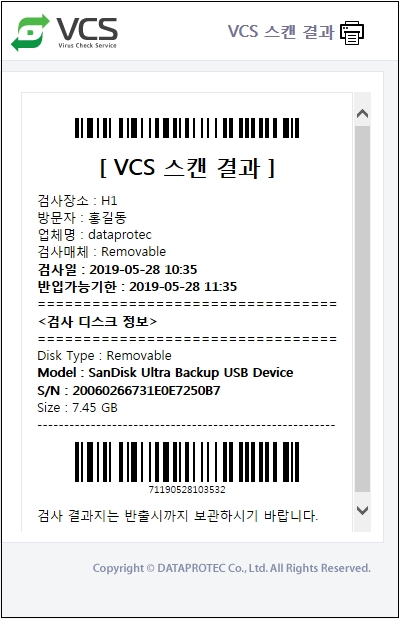 VCS
Virus Check Service
VCS 스캔 결과
[ VCS 스캔 결과 ]
검사장소 : H1
방문자 : 홍길동
업체명 : dataprotec
검사매체 : Removable
검사일 : 2019-05-28 10:35
반입가능기한 : 2019-05-28 11:35
==================================
<검사 디스크 정보>
==================================
Disk Type : Removable
Model : SanDisk Ultra Backup USB Device
S/N : 20060266731E0E7250B7
Size : 7.45 GB
---------------------------------------------------------
71190528103532
검사 결과지는 반출시까지 보관하시기 바랍니다.
Copyright © DATAPROTEC Co., Ltd. All Rights Reserved.